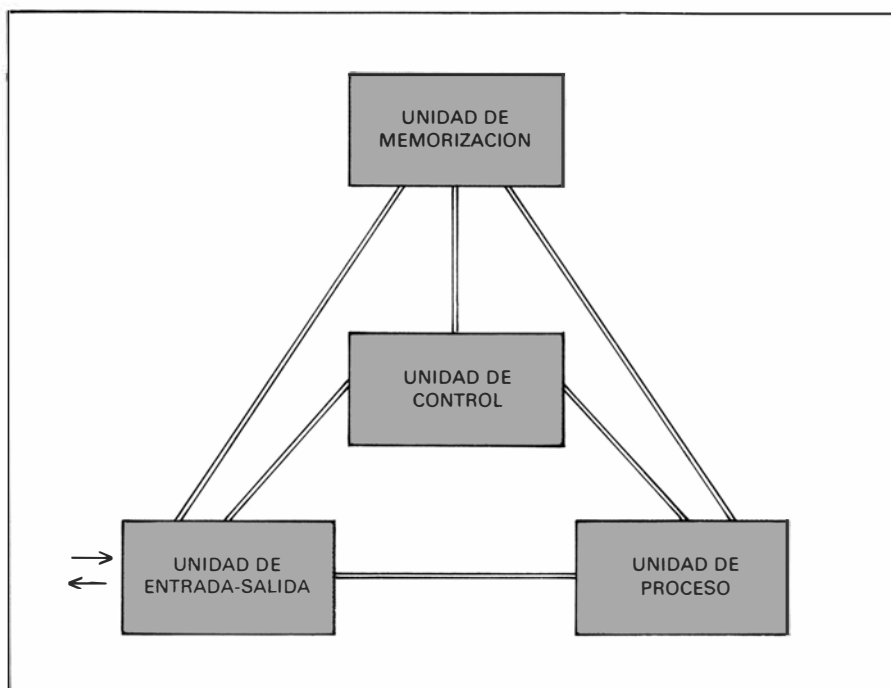 UNIDAD DE
MEMORIZACION
UNIDAD DE
CONTROL
UNIDAD DE
ENTRADA-SALIDA
UNIDAD DE
PROCESO